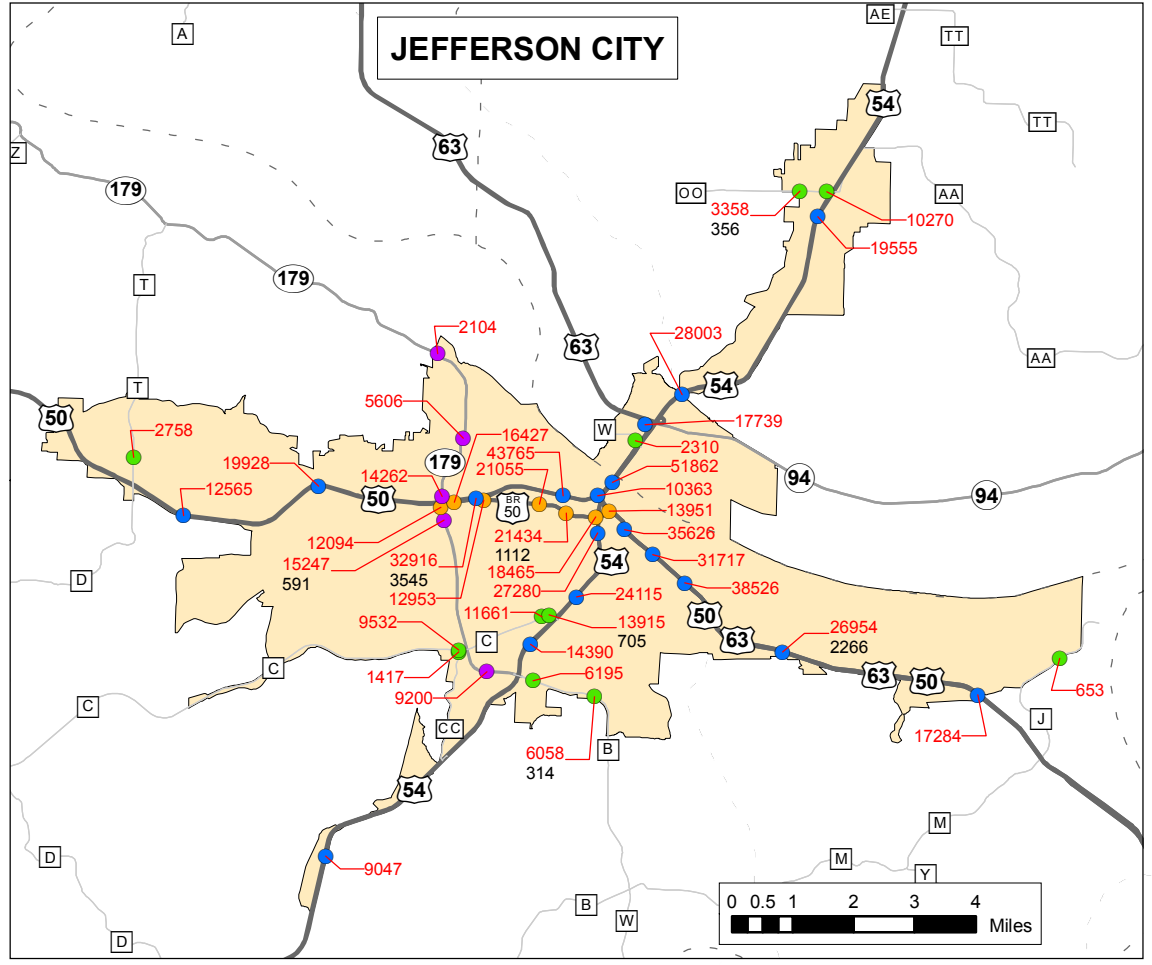 AE
A
TT
JEFFERSON CITY
54
TT
63
Z
179
OO
AA
3358
356
10270
19555
179
T
2104
28003
63
AA
54
T
50
5606
16427
W
17739
2758
43765
2310
19928
14262
179
21055
51862
94
12565
50
BR
50
10363
94
13951
12094
21434
35626
15247
591
32916
3545
1112
18465
54
31717
D
12953
27280
24115
38526
50
9532
11661
13915
705
63
26954
2266
C
14390
C
1417
6195
63
50
653
9200
C
CC
J
17284
6058
314
B
54
M
D
M
9047
Y
B
W
D
0 0.5 1 2 3 4
Miles